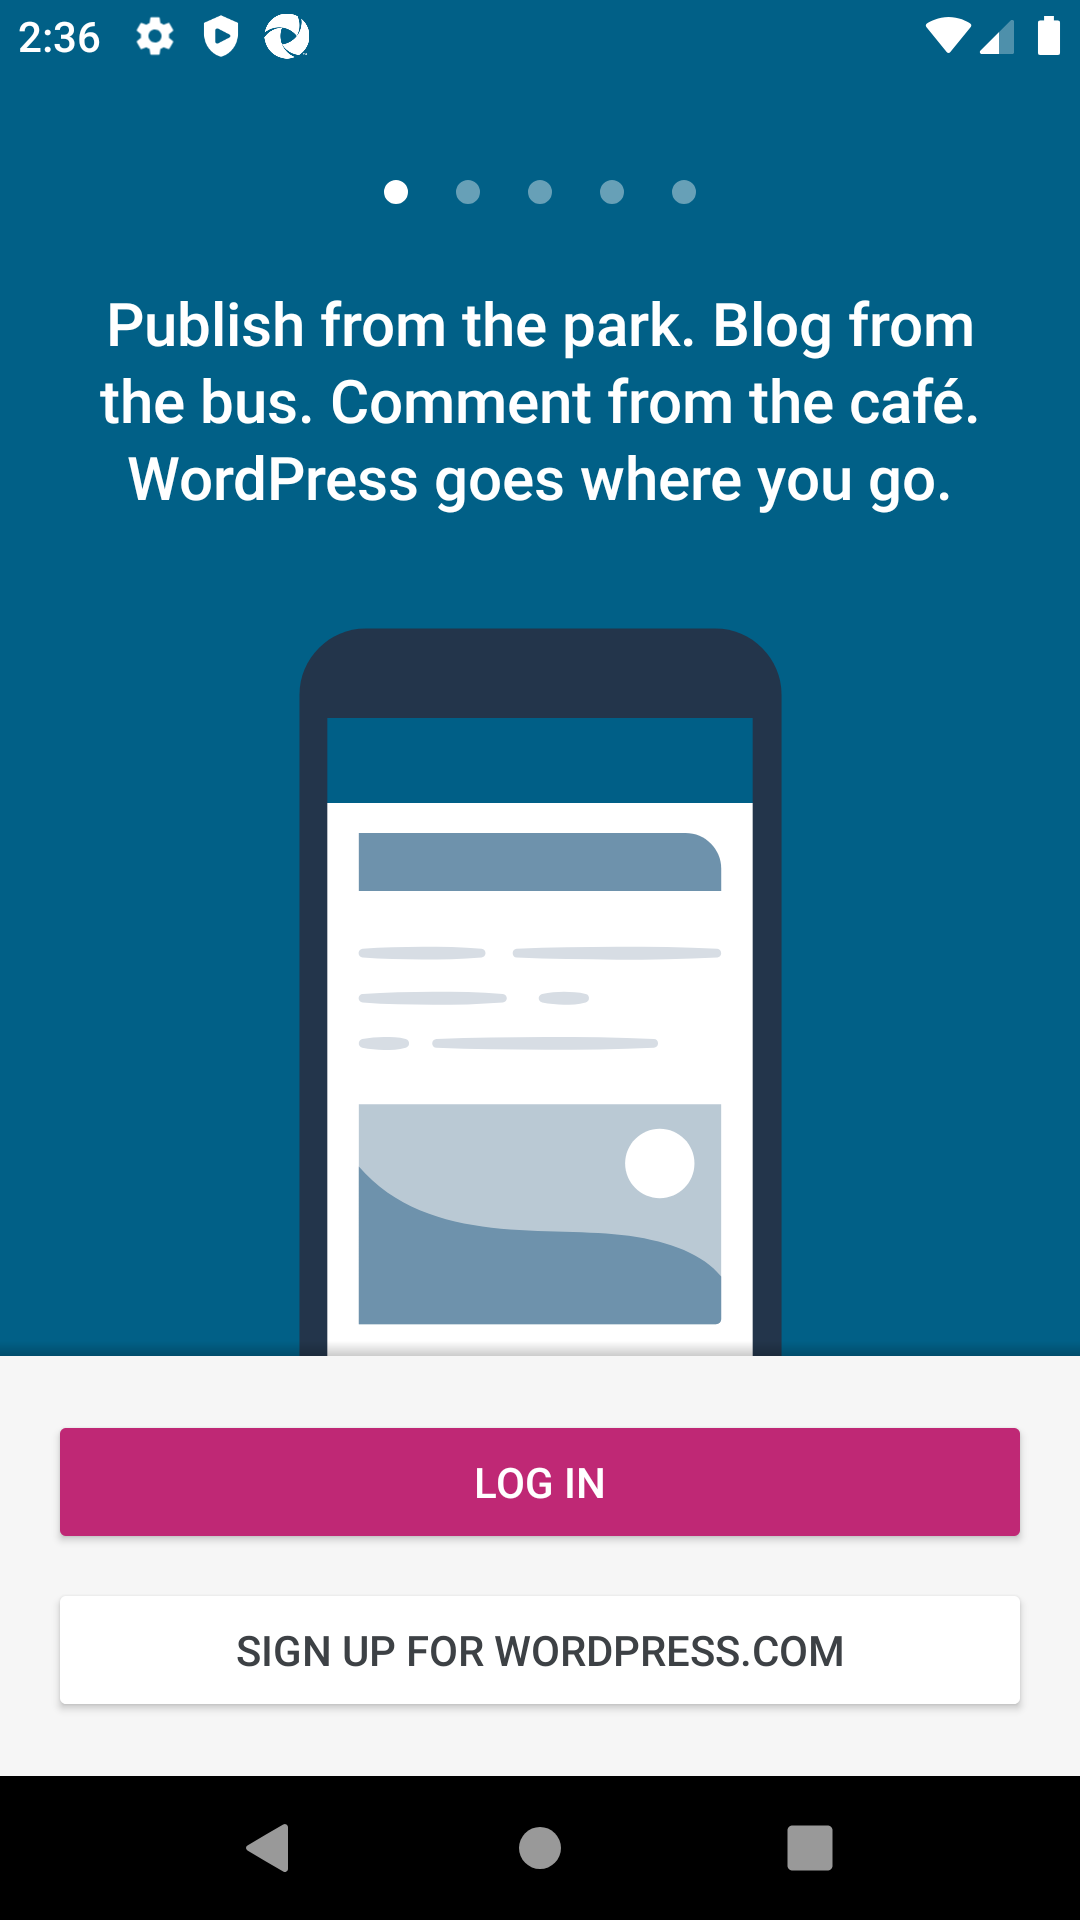 2:36
Publish from the park. Blog from
the bus. Comment from the café.
WordPress goes where you go.
LOG IN
SIGN UP FOR WORDPRESS.COM